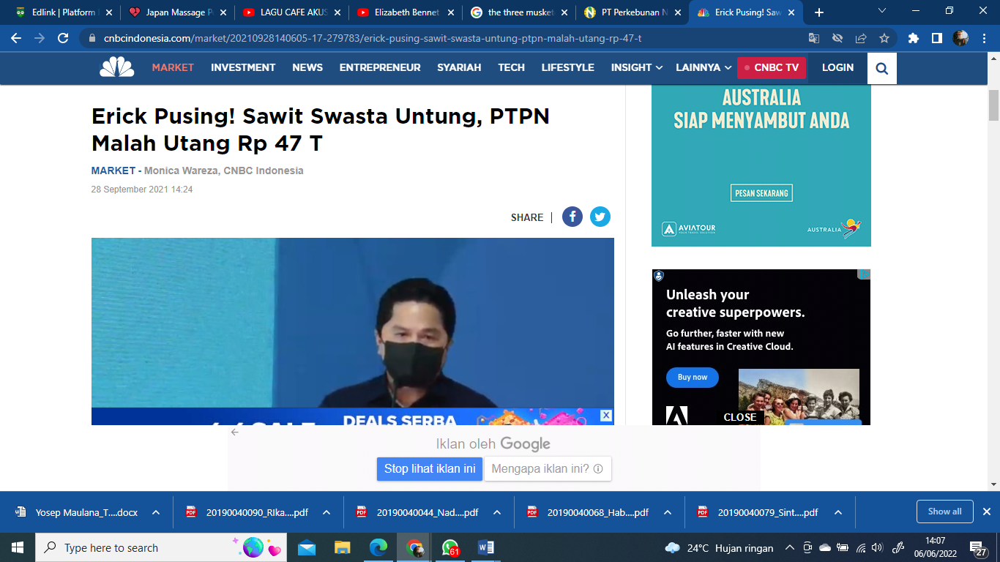 Edlink | Platform
Japan Massage P
LAGU CAFE AKUS
Elizabeth Bennet
the three musket
PT Perkebunan N
Erick Pusing! Saw
cnbcindonesia.com/market/20210928140605-17-279783/erick-pusing-sawit-swasta-untung-ptpn-malah-utang-rp-47-t
MARKET INVESTMENT NEWS ENTREPRENEUR SYARIAH TECH LIFESTYLE INSIGHT LAINNYA CNBC TV LOGIN
Erick Pusing! Sawit Swasta Untung, PTPN
Malah Utang Rp 47 T
MARKET - Monica Wareza, CNBC Indonesia
28 September 2021 14:24
SHARE
AUSTRALIA
SIAP MENYAMBUT ANDA
PESAN SEKARANG
AVIATOUR
AUSTRALIA
Unleash your
creative superpowers.
Go further, faster with new
AI features in Creative Cloud.
Buy now
CLOSE
DEALS SERBA
X
Iklan oleh Google
Stop lihat iklan ini
Mengapa iklan ini?
Yosep Maulana_T....docx
20190040090_RIka....pdf
20190040044_Nad....pdf
20190040068_Hab....pdf
20190040079_Sint....pdf
Show all
Type here to search
61
24°C Hujan ringan
14:07
06/06/2022
27